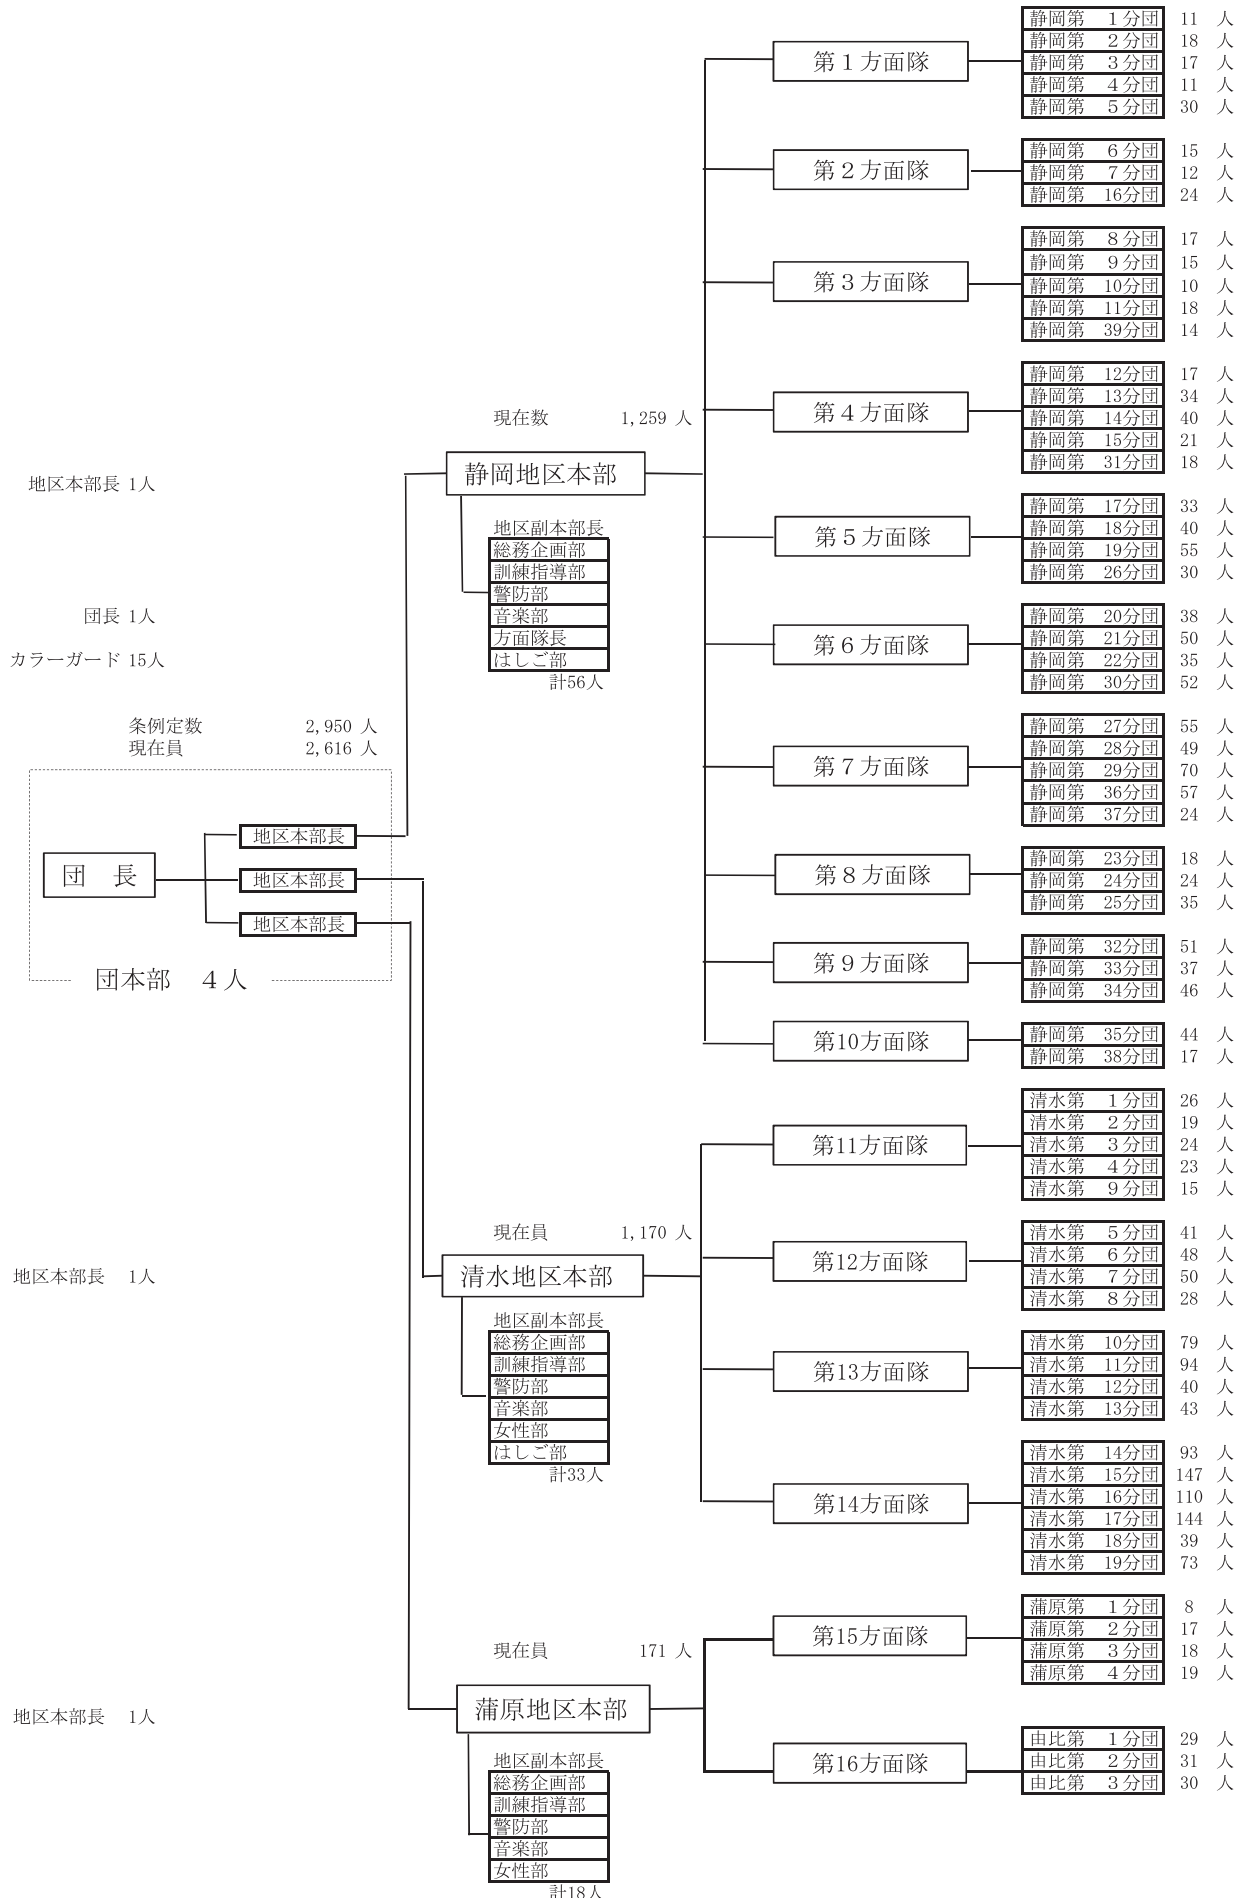 静岡第 1分団 11 人
静岡第 2分団 18 人
第1方面隊 静岡第 3分団 17 人
静岡第 4分団 11 人
静岡第 5分団 30 人
静岡第 6分団 15 人
第2方面隊 静岡第 7分団 12 人
静岡第 16分団 24 人
静岡第 8分団 17 人
静岡第 9分団 15 人
第3方面隊 静岡第 10分団 10 人
静岡第 11分団 18 人
静岡第 39分団 14 人
静岡第 12分団 17 人
静岡第 13分団 34 人
現在数 1,259 人 第4方面隊 静岡第 14分団 40 人
静岡第 15分団 21 人
静岡第 31分団 18 人
静岡地区本部
地区本部長 1人
静岡第 17分団 33 人
地区副本部長 第5方面隊 静岡第 18分団 40 人
総務企画部 静岡第 19分団 55 人
訓練指導部 静岡第 26分団 30 人
警防部
団長 1人 音楽部 静岡第 20分団 38 人
方面隊長 第6方面隊 静岡第 21分団 50 人
カラーガード 15人 はしご部 静岡第 22分団 35 人
計56人 静岡第 30分団 52 人
条例定数 2,950 人 静岡第 27分団 55 人
現在員 2,616 人 静岡第 28分団 49 人
第7方面隊 静岡第 29分団 70 人
静岡第 36分団 57 人
静岡第 37分団 24 人
地区本部長
静岡第 23分団 18 人
団 長 地区本部長 第8方面隊 静岡第 24分団 24 人
静岡第 25分団 35 人
地区本部長
静岡第 32分団 51 人
第9方面隊 静岡第 33分団 37 人
団本部 4人 静岡第 34分団 46 人
第10方面隊 静岡第 35分団 44 人
静岡第 38分団 17 人
清水第 1分団 26 人
清水第 2分団 19 人
第11方面隊 清水第 3分団 24 人
清水第 4分団 23 人
清水第 9分団 15 人
現在員 1,170 人 清水第 5分団 41 人
第12方面隊 清水第 6分団 48 人
地区本部長 1人 清水地区本部 清水第 7分団 50 人
清水第 8分団 28 人
地区副本部長
総務企画部 清水第 10分団 79 人
訓練指導部 第13方面隊 清水第 11分団 94 人
警防部 清水第 12分団 40 人
音楽部 清水第 13分団 43 人
女性部
はしご部 清水第 14分団 93 人
計33人 清水第 15分団 147 人
第14方面隊 清水第 16分団 110 人
清水第 17分団 144 人
清水第 18分団 39 人
清水第 19分団 73 人
蒲原第 1分団 8 人
第15方面隊 蒲原第 2分団 17 人
現在員 171 人 蒲原第 3分団 18 人
蒲原第 4分団 19 人
地区本部長 1人 蒲原地区本部
由比第 1分団 29 人
地区副本部長 第16方面隊 由比第 2分団 31 人
総務企画部 由比第 3分団 30 人
訓練指導部
警防部
音楽部
女性部
計18人